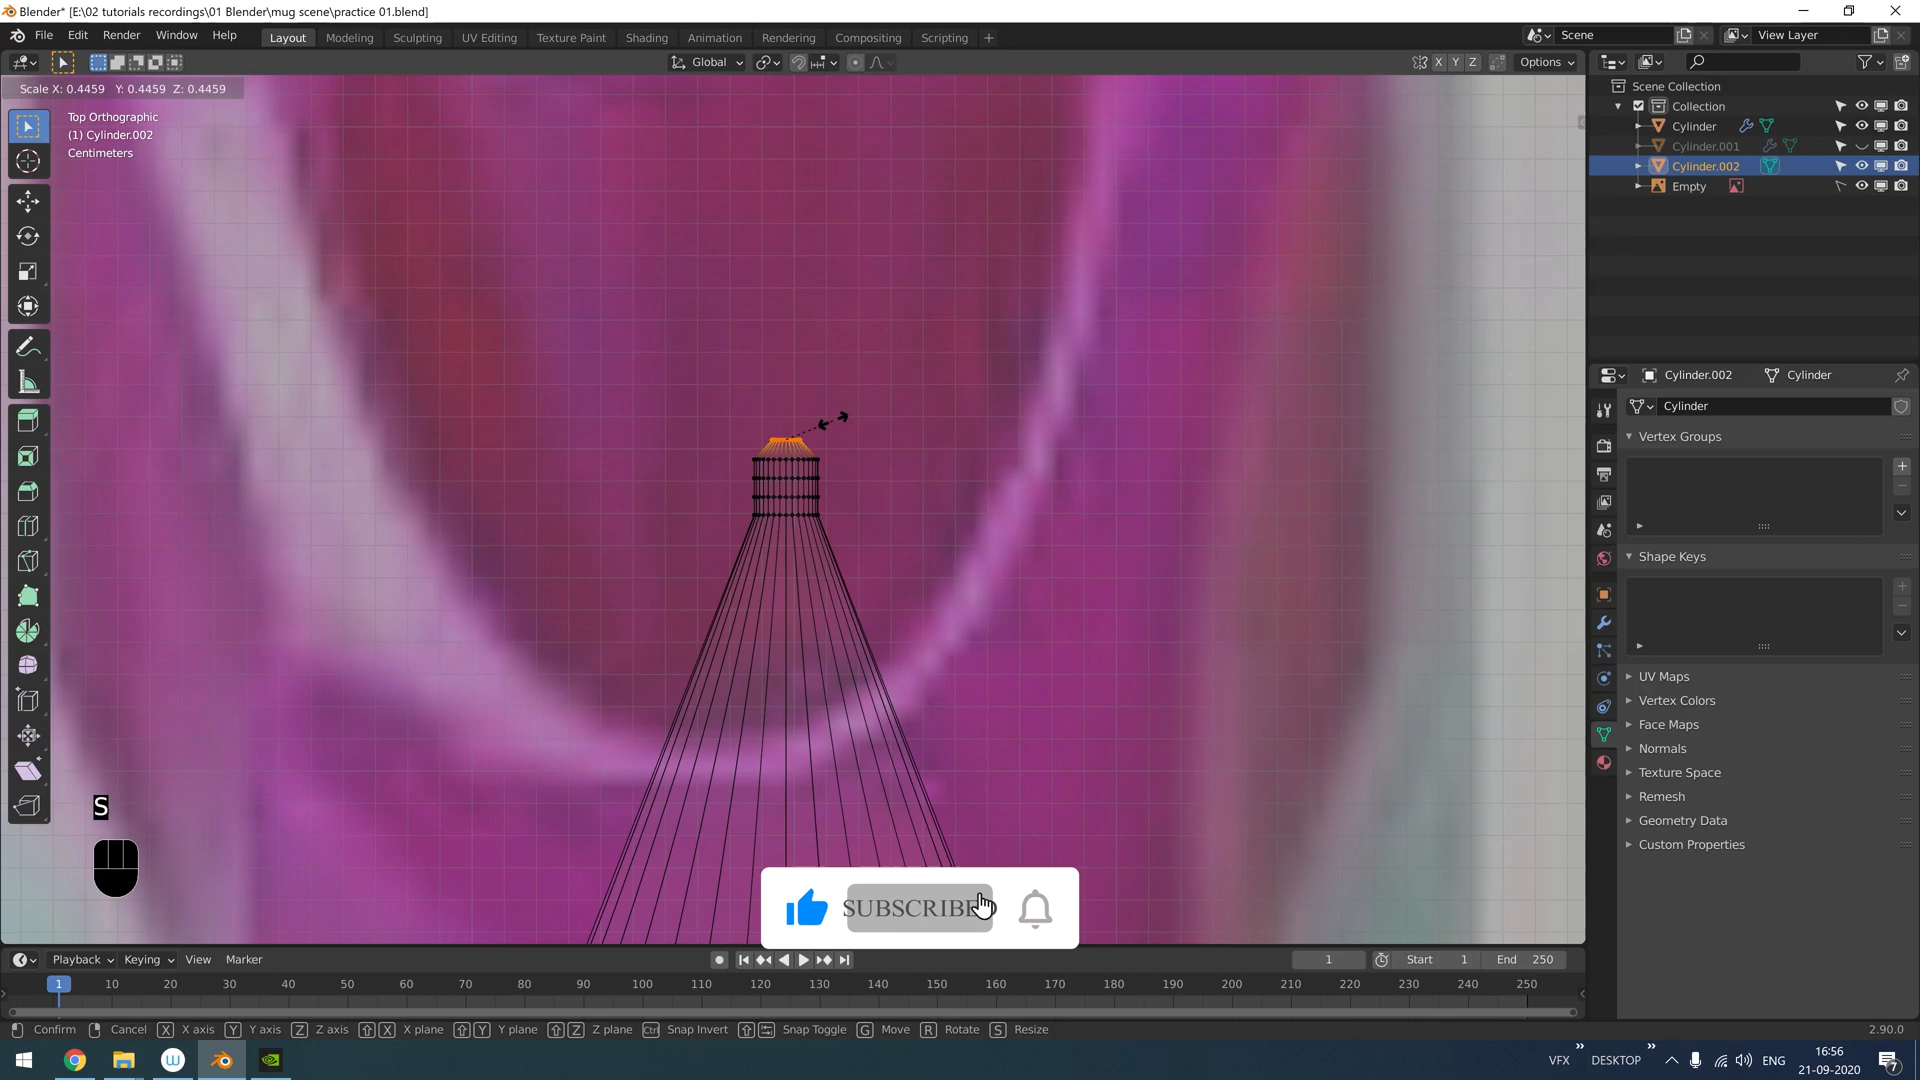 Blender* [E:\02 tutorials recordings\01 Blender\mug scene\practice 01.blend]
File Edit Render Window Help Layout Modeling Sculpting UV Editing Texture Paint Shading Animation Rendering Compositing Scripting + Scene View Layer
Global X Y Z Options
Scale X: 0.4459 Y: 0.4459 Z: 0.4459
Top Orthographic
(1) Cylinder.002
Centimeters
Scene Collection
Collection
Cylinder
Cylinder.001
Cylinder.002
Empty
Cylinder.002 Cylinder
Cylinder
Vertex Groups
Shape Keys
UV Maps
Vertex Colors
Face Maps
Normals
Texture Space
Remesh
Geometry Data
Custom Properties
S
SUBSCRIBED
Playback Keying View Marker 1 Start 1 End 250
1 10 20 30 40 50 60 70 80 90 100 110 120 130 140 150 160 170 180 190 200 210 220 230 240 250
Confirm Cancel X X axis Y Y axis Z Z axis X X plane Y Y plane Z Z plane Ctrl Snap Invert Snap Toggle G Move R Rotate S Resize 2.90.0
VFX DESKTOP ENG
16:56
21-09-2020
7